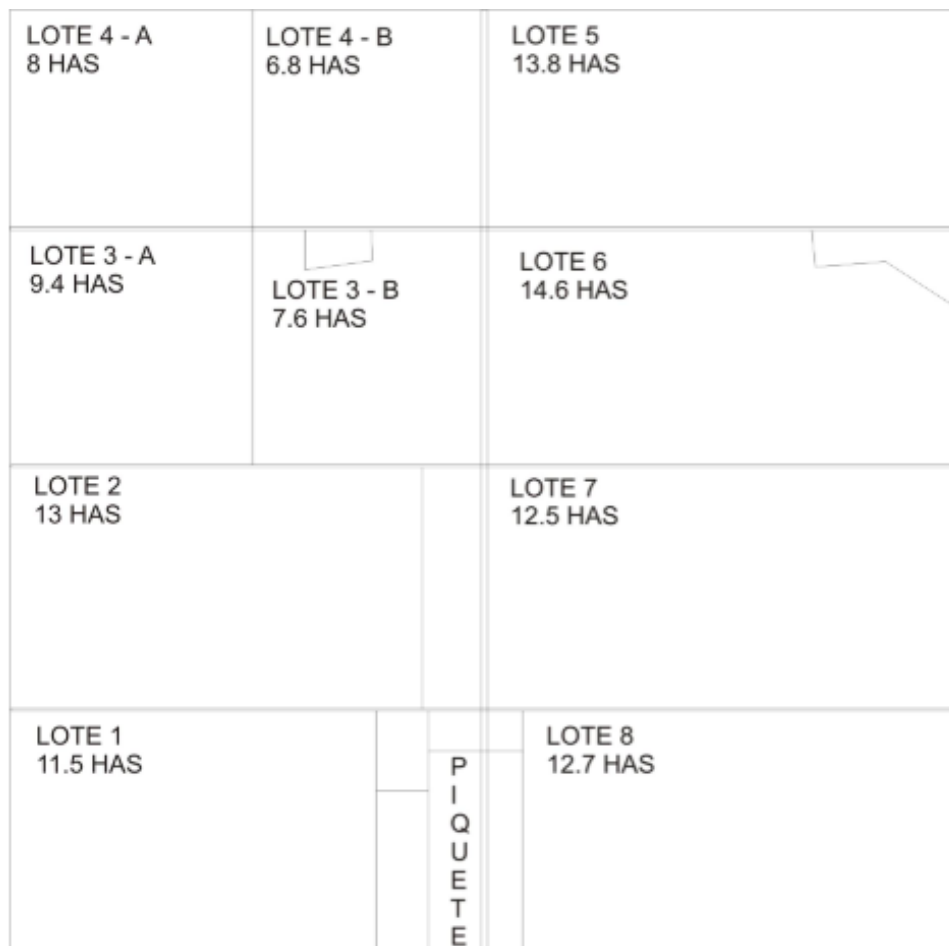 LOTE 4 - A
8 HAS
LOTE 4 - B
6.8 HAS
LOTE 5
13.8 HAS
LOTE 3 - A
9.4 HAS
LOTE 3 - B
7.6 HAS
LOTE 6
14.6 HAS
LOTE 2
13 HAS
LOTE 7
12.5 HAS
LOTE 1
11.5 HAS
P
I
Q
U
E
T
E
LOTE 8
12.7 HAS